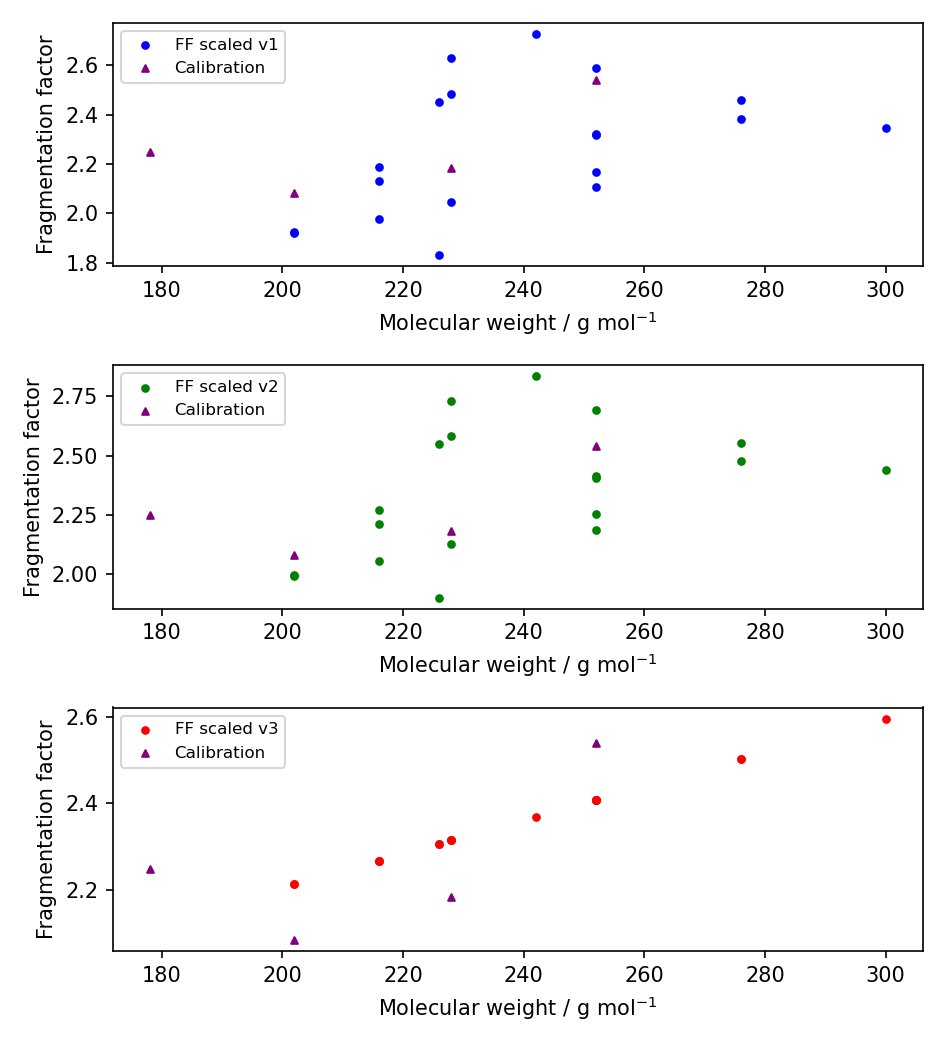 FF scaled v1
Calibration
2.6
2.4
2.2
2.0
1.8
Fragmentation factor
180 200 220 240 260 280 300
Molecular weight / g mol⁻¹
FF scaled v2
Calibration
2.75
2.50
2.25
2.00
Fragmentation factor
180 200 220 240 260 280 300
Molecular weight / g mol⁻¹
FF scaled v3
Calibration
2.6
2.4
2.2
Fragmentation factor
180 200 220 240 260 280 300
Molecular weight / g mol⁻¹